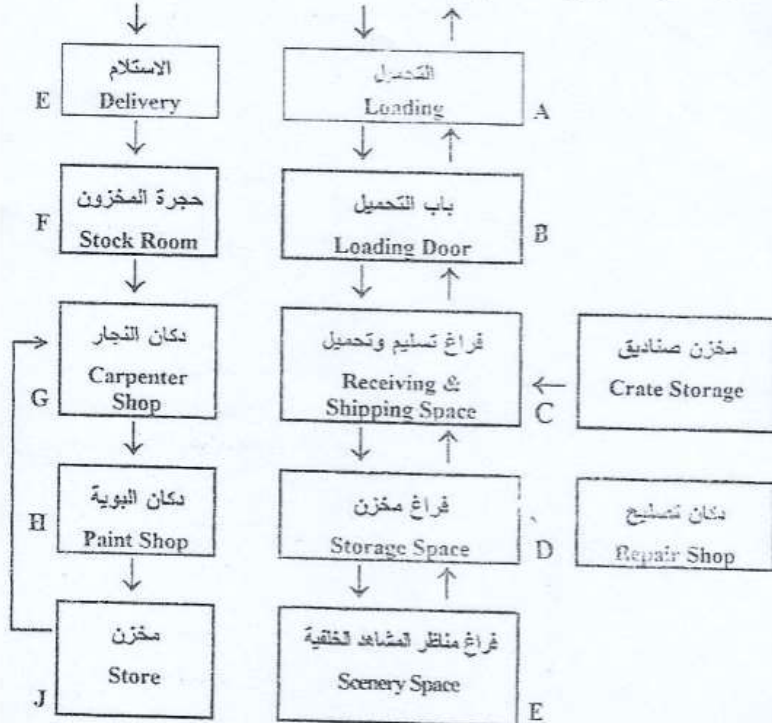 الاستلام
Delivery
E
التحميل
Loading
A
حجرة المخزون
Stock Room
F
باب التحميل
Loading Door
B
دكان النجار
Carpenter
Shop
G
فراغ تسليم وتحميل
Receiving &
Shipping Space
C
مخزن صناديق
Crate Storage
دكان البوية
Paint Shop
H
فراغ مخزن
Storage Space
D
دكان تصليح
Repair Shop
مخزن
Store
J
فراغ مناظر المشاهد الخلفية
Scenery Space
E